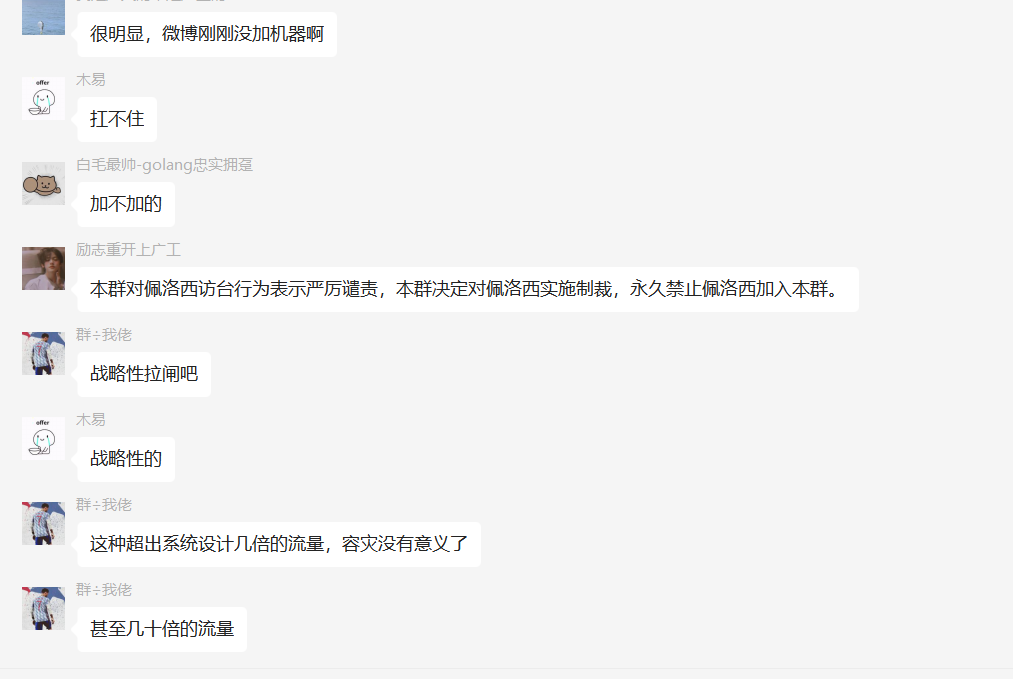 很明显，微博刚刚没加机器啊
offer
木易
扛不住
白毛最帅-golang忠实拥趸
加不加的
励志重开上广工
本群对佩洛西访台行为表示严厉谴责，本群决定对佩洛西实施制裁，永久禁止佩洛西加入本群。
群÷我佬
战略性拉闸吧
offer
木易
战略性的
群÷我佬
这种超出系统设计几倍的流量，容灾没有意义了
群÷我佬
甚至几十倍的流量